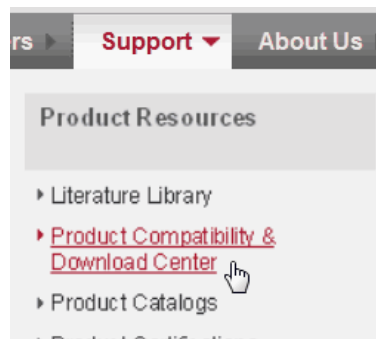 rs Support About Us
Product Resources
Literature Library
Product Compatibility &
Download Center
Product Catalogs